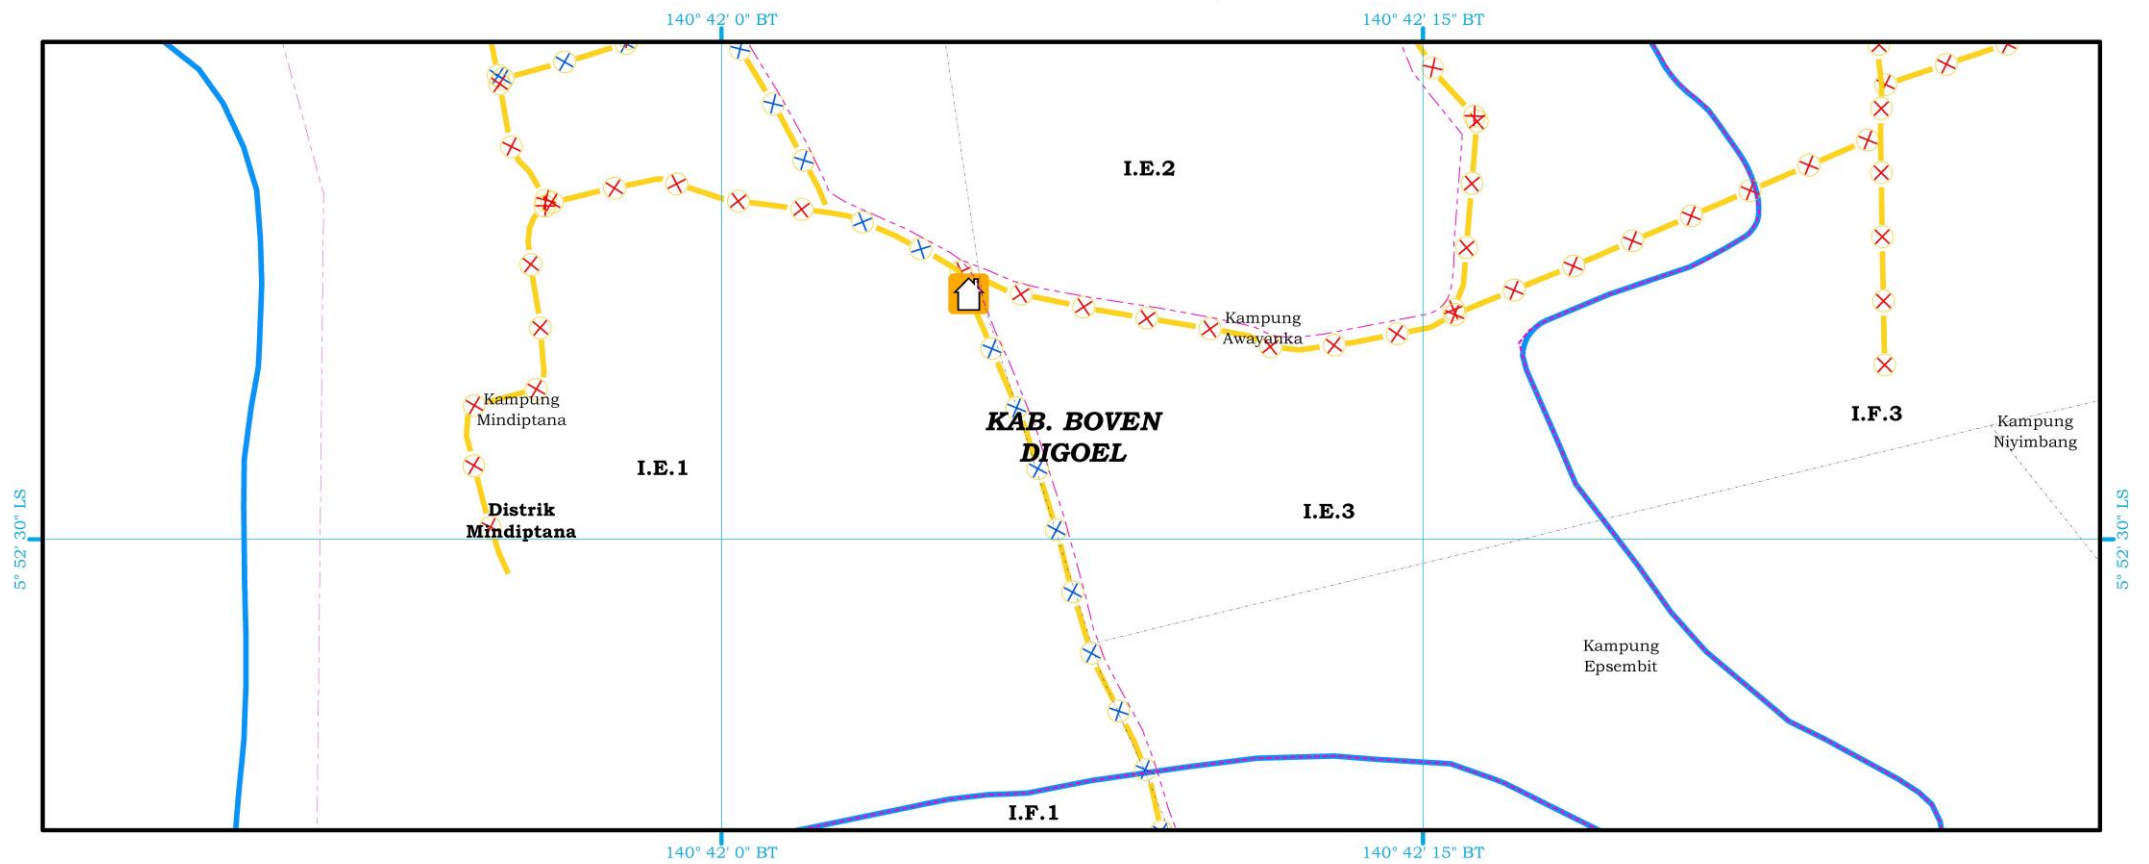 140° 42' 0" BT
140° 42' 15" BT
I.E.2
Kampung
Awayanka
Kampung
Mindiptana
KAB. BOVEN
DIGOEL
I.F.3
Kampung
Niyimbang
I.E.1
Distrik
Mindiptana
I.E.3
5° 52' 30" LS
5° 52' 30" LS
Kampung
Epsembit
I.F.1
140° 42' 0" BT
140° 42' 15" BT